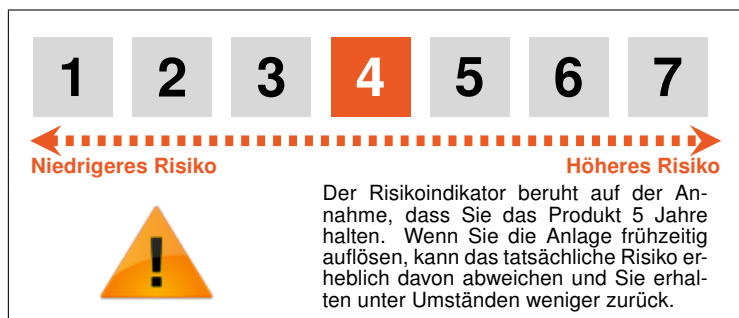 1 2 3 4 5 6 7
Niedrigeres Risiko Höheres Risiko
Der Risikoindikator beruht auf der An-
nahme, dass Sie das Produkt 5 Jahre
halten. Wenn Sie die Anlage frühzeitig
auflösen, kann das tatsächliche Risiko er-
heblich davon abweichen und Sie erhal-
ten unter Umständen weniger zurück.